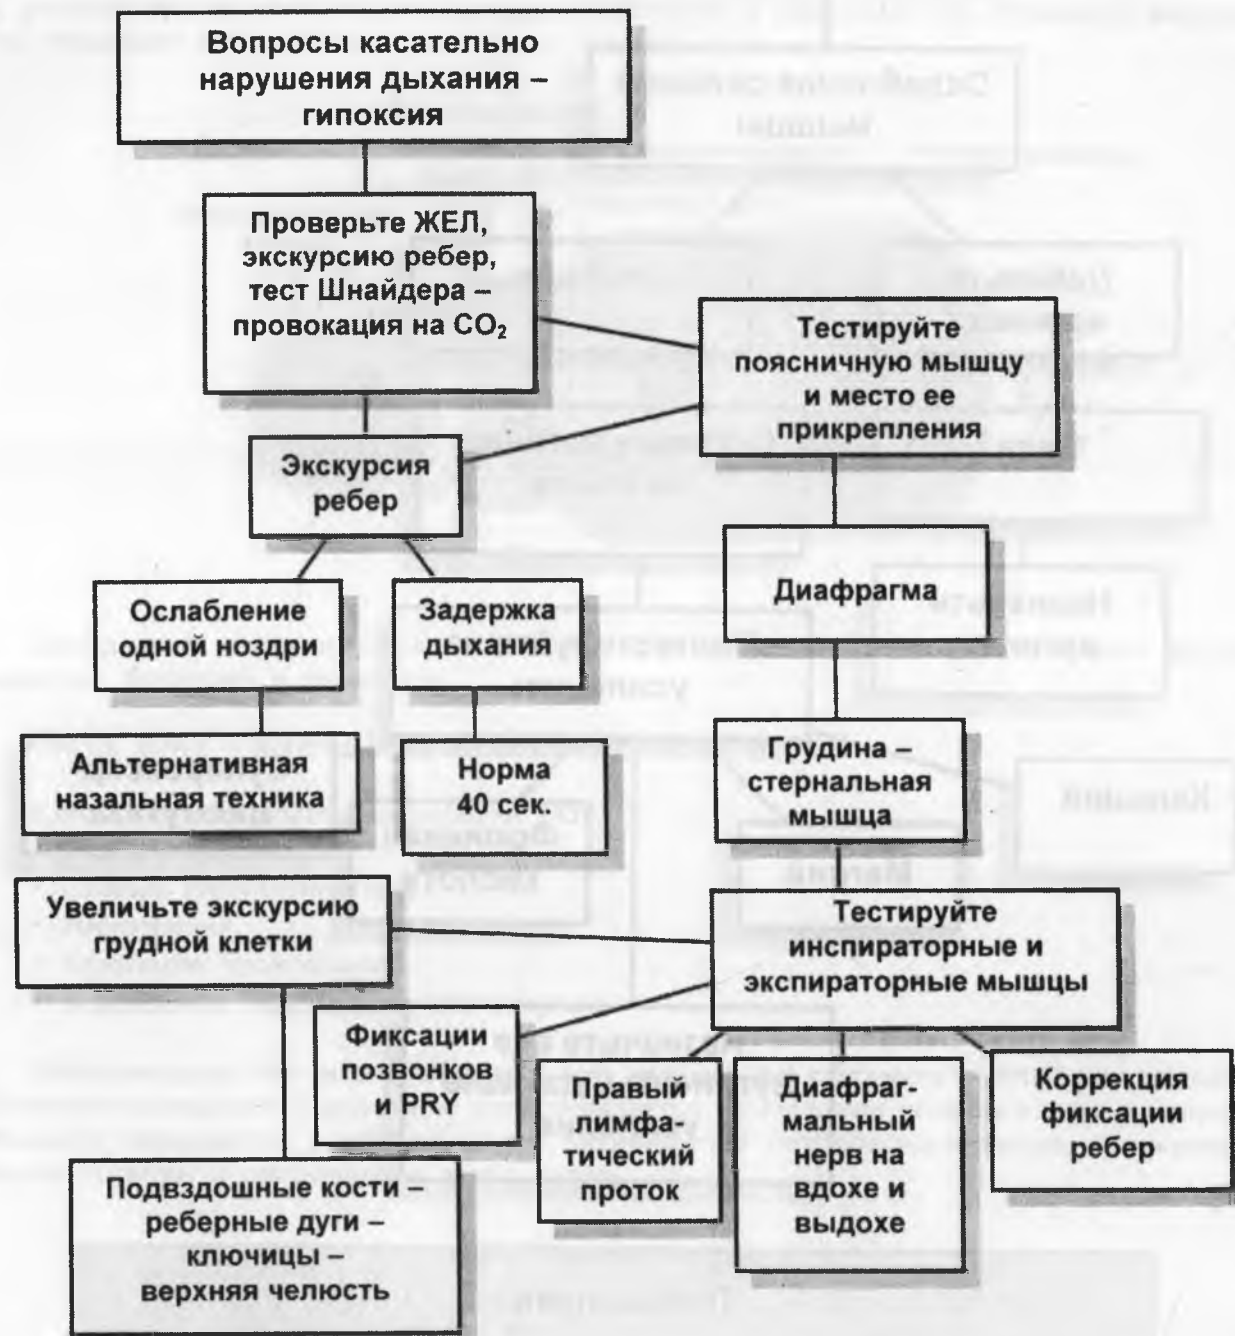 Вопросы касательно
нарушения дыхания –
гипоксия
Проверьте ЖЕЛ,
экскурсию ребер,
тест Шнайдера –
провокация на CO₂
Тестируйте
поясничную мышцу
и место ее
прикрепления
Экскурсия
ребер
Диафрагма
Ослабление
одной ноздри
Задержка
дыхания
Альтернативная
назальная техника
Норма
40 сек.
Грудина –
стернальная
мышца
Увеличьте экскурсию
грудной клетки
Тестируйте
инспираторные и
экспираторные мышцы
Фиксации
позвонков
и PRY
Правый
лимфа-
тический
проток
Диафраг-
мальный
нерв на
вдохе и
выдохе
Коррекция
фиксации
ребер
Подвздошные кости –
реберные дуги –
ключицы –
верхняя челюсть